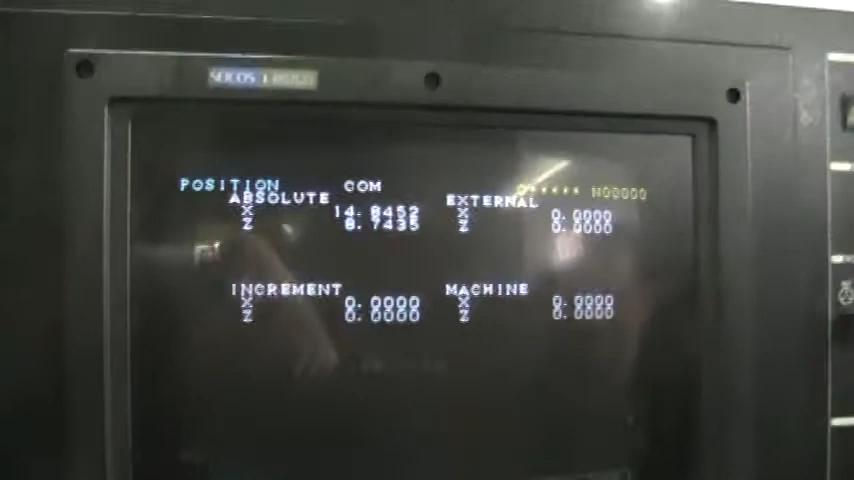 SEICOS
POSITION COM O***** N00000
ABSOLUTE EXTERNAL
X 14.8452 X 0.0000
Z 8.7435 Z 0.0000
INCREMENT MACHINE
X 0.0000 X 0.0000
Z 0.0000 Z 0.0000